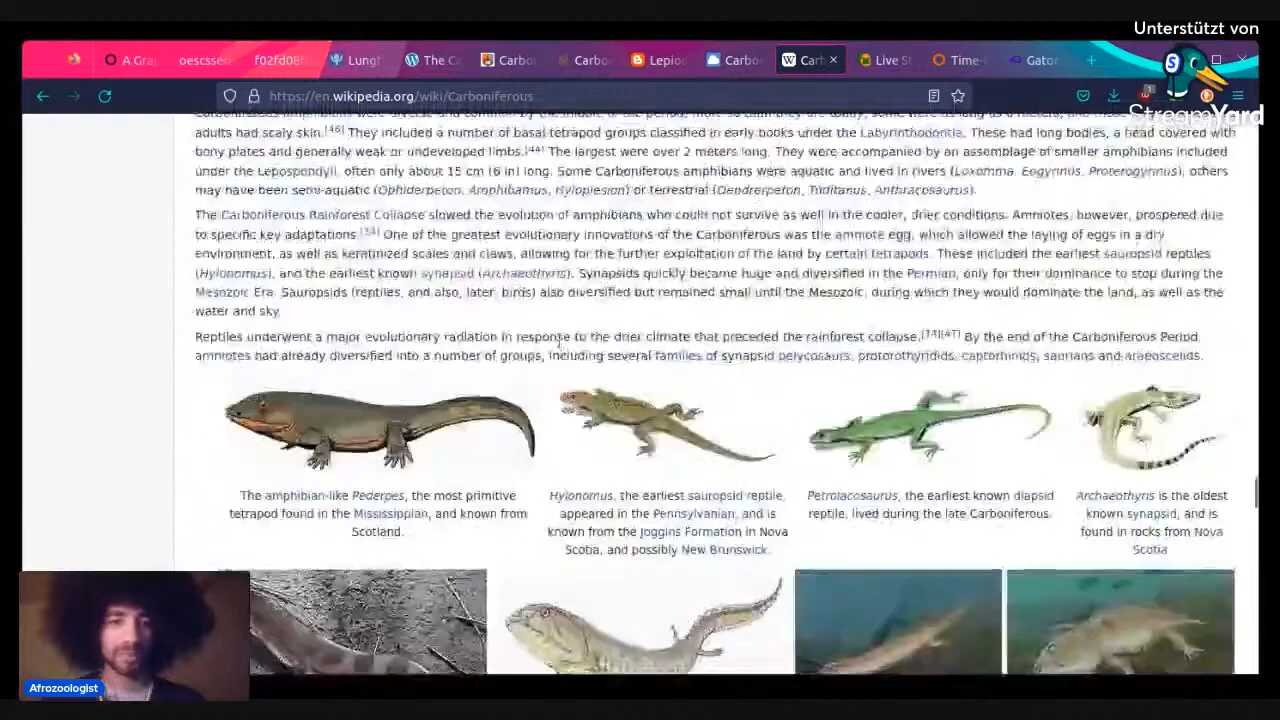 Unterstützt von
StreamYard
A Gra
oescsse
f02fd08f
Lungf
The C
Carbo
Carbo
Lepio
Carbo
Carb
Live S
Time-
Gator
https://en.wikipedia.org/wiki/Carboniferous
adults had scaly skin.[46] They included a number of basal tetrapod groups classified in early books under the Labyrinthodontia. These had long bodies, a head covered with
bony plates and generally weak or undeveloped limbs.[44] The largest were over 2 meters long. They were accompanied by an assemblage of smaller amphibians included
under the Lepospondyli, often only about 15 cm (6 in) long. Some Carboniferous amphibians were aquatic and lived in rivers (Loxomma, Eogyrinus, Proterogyrinus), others
may have been semi-aquatic (Ophiderpeton, Amphibamus, Hyloplesion) or terrestrial (Dendrerpeton, Tuditanus, Anthracosaurus).
The Carboniferous Rainforest Collapse slowed the evolution of amphibians who could not survive as well in the cooler, drier conditions. Amniotes, however, prospered due
to specific key adaptations.[34] One of the greatest evolutionary innovations of the Carboniferous was the amniote egg, which allowed the laying of eggs in a dry
environment, as well as keratinized scales and claws, allowing for the further exploitation of the land by certain tetrapods. These included the earliest sauropsid reptiles
(Hylonomus), and the earliest known synapsid (Archaeothyris). Synapsids quickly became huge and diversified in the Permian, only for their dominance to stop during the
Mesozoic Era. Sauropsids (reptiles, and also, later, birds) also diversified but remained small until the Mesozoic, during which they would dominate the land, as well as the
water and sky.
Reptiles underwent a major evolutionary radiation in response to the drier climate that preceded the rainforest collapse. By the end of the Carboniferous Period,
amniotes had already diversified into a number of groups, including several families of synapsid pelycosaurs, protorothyridids, captorhinids, saurians and araeoscelids.
The amphibian-like Pederpes, the most primitive
tetrapod found in the Mississippian, and known from
Scotland.
Hylonomus, the earliest sauropsid reptile,
appeared in the Pennsylvanian, and is
known from the Joggins Formation in Nova
Scotia, and possibly New Brunswick.
Petrolacosaurus, the earliest known diapsid
reptile, lived during the late Carboniferous.
Archaeothyris is the oldest
known synapsid, and is
found in rocks from Nova
Scotia
Afrozoologist